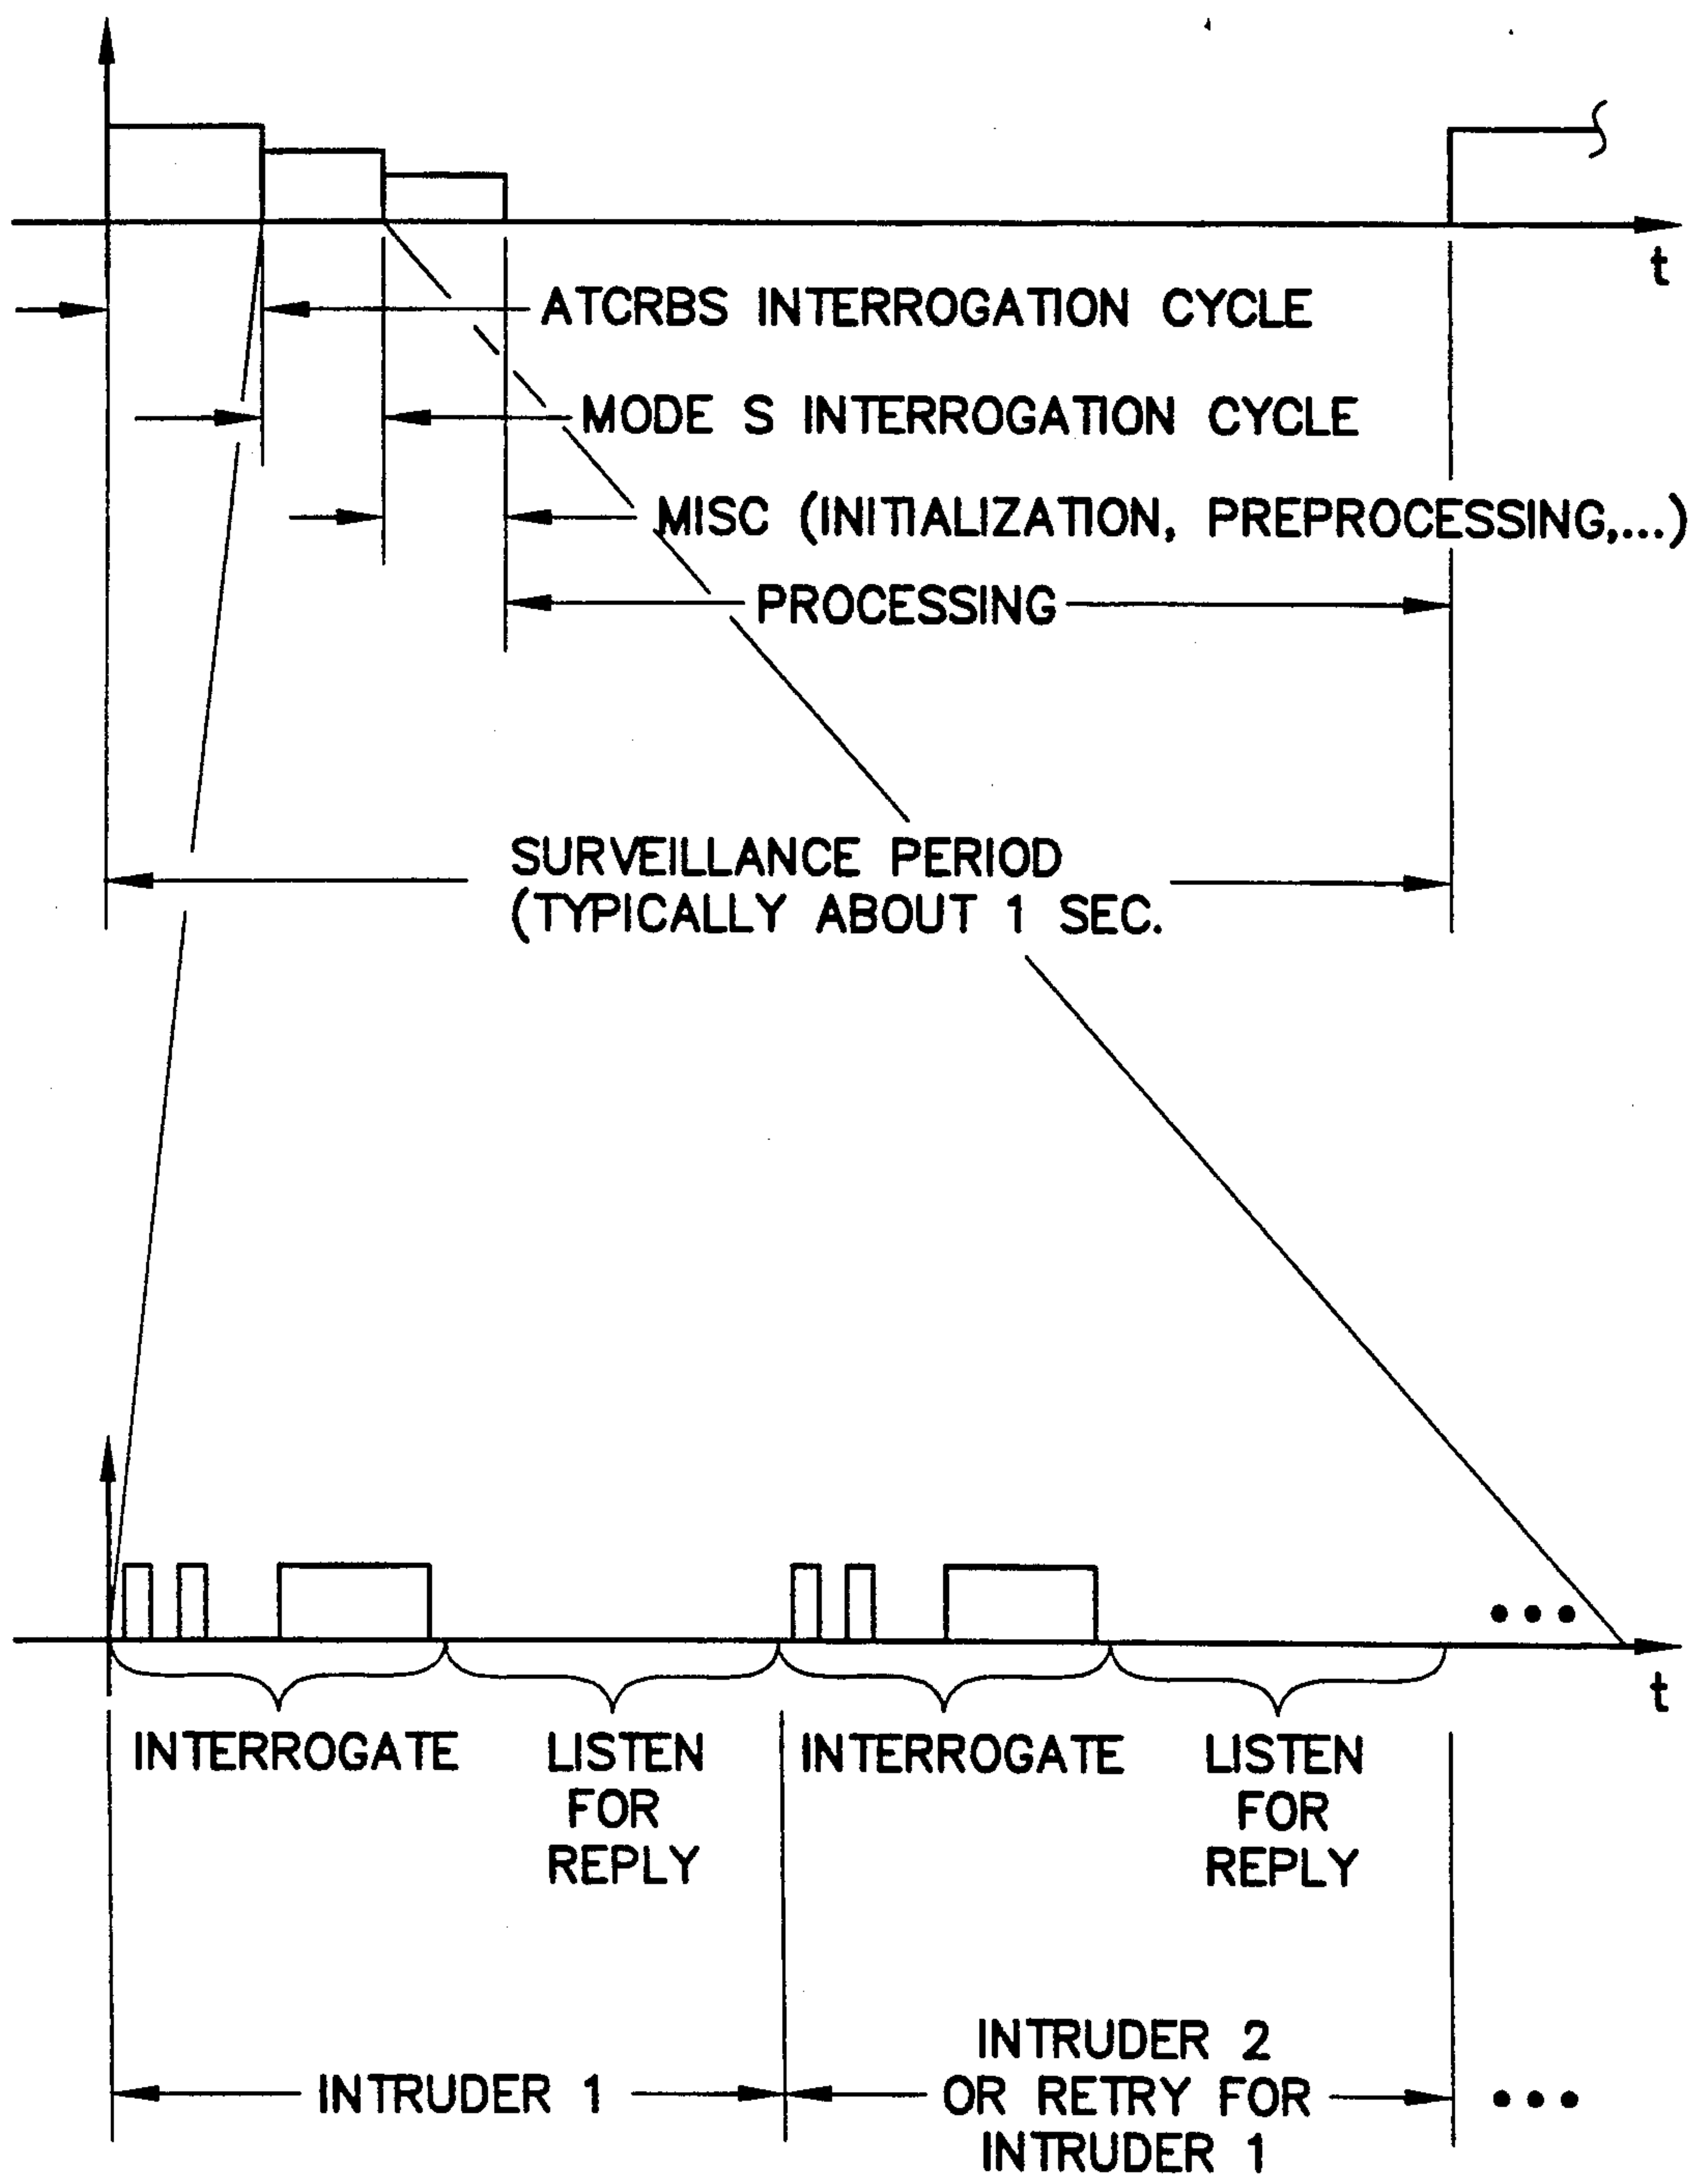 t
ATCRBS INTERROGATION CYCLE
MODE S INTERROGATION CYCLE
MISC (INITIALIZATION, PREPROCESSING,...)
PROCESSING
SURVEILLANCE PERIOD
(TYPICALLY ABOUT 1 SEC.
•••
t
INTERROGATE
LISTEN
FOR
REPLY
INTERROGATE
LISTEN
FOR
REPLY
INTRUDER 1
INTRUDER 2
OR RETRY FOR
INTRUDER 1
•••